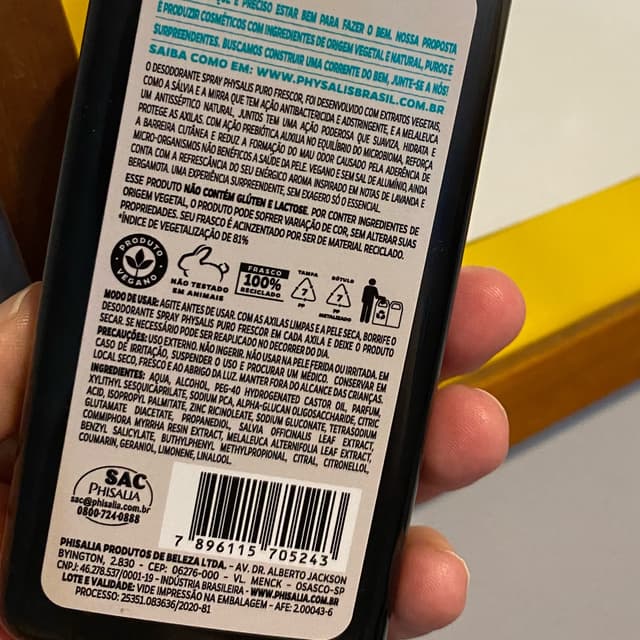 É PRECISO ESTAR BEM PARA FAZER O BEM. NOSSA PROPOSTA
É PRODUZIR COSMÉTICOS COM INGREDIENTES DE ORIGEM VEGETAL E NATURAL, PUROS E
SURPREENDENTES. BUSCAMOS CONSTRUIR UMA CORRENTE DO BEM, JUNTE-SE A NÓS!
SAIBA COMO EM: WWW.PHYSALISBRASIL.COM.BR
O DESODORANTE SPRAY PHYSALIS PURO FRESCOR, FOI DESENVOLVIDO COM EXTRATOS VEGETAIS,
COMO A SÁLVIA E A MIRRA QUE TEM AÇÃO ANTIBACTERICIDA E ADSTRINGENTE, E A MELALEUCA
UM ANTISSÉPTICO NATURAL, JUNTOS TEM UMA AÇÃO PODEROSA QUE SUAVIZA, HIDRATA E
PROTEGE AS AXILAS. COM AÇÃO PREBIÓTICA AUXILIA NO EQUILÍBRIO DO MICROBIOMA, REFORÇA
A BARREIRA CUTÂNEA E REDUZ A FORMAÇÃO DO MAU ODOR CAUSADO PELA ADERÊNCIA DE
MICRO-ORGANISMOS NÃO BENÉFICOS A SAÚDE DA PELE. VEGANO E SEM SAL DE ALUMÍNIO, AINDA
CONTA COM A REFRESCÂNCIA DO SEU ENERGÉTICO AROMA INSPIRADO EM NOTAS DE LAVANDA E
BERGAMOTA. UMA EXPERIÊNCIA SURPREENDENTE, SEM EXAGERO SÓ O ESSENCIAL.
ESSE PRODUTO NÃO CONTÉM GLÚTEN E LACTOSE. POR CONTER INGREDIENTES DE
ORIGEM VEGETAL, O PRODUTO PODE SOFRER VARIAÇÃO DE COR, SEM ALTERAR SUAS
PROPRIEDADES. SEU FRASCO É ACINZENTADO POR SER DE MATERIAL RECICLADO.
*ÍNDICE DE VEGETALIZAÇÃO DE 81%
PRODUTO VEGANO
NÃO TESTADO
EM ANIMAIS
FRASCO
100%
RECICLADO
TAMPA
7
PP
RÓTULO
7
PP
METALIZADO
MODO DE USAR: AGITE ANTES DE USAR. COM AS AXILAS LIMPAS E A PELE SECA, BORRIFE O
DESODORANTE SPRAY PHYSALIS PURO FRESCOR EM CADA AXILA E DEIXE O PRODUTO
SECAR. SE NECESSÁRIO PODE SER REAPLICADO NO DECORRER DO DIA.
PRECAUÇÕES: USO EXTERNO. NÃO INGERIR. NÃO USAR NA PELE FERIDA OU IRRITADA, EM
CASO DE IRRITAÇÃO, SUSPENDER O USO E PROCURAR UM MÉDICO. CONSERVAR EM
LOCAL SECO, FRESCO E AO ABRIGO DA LUZ. MANTER FORA DO ALCANCE DAS CRIANÇAS.
INGREDIENTES: AQUA, ALCOHOL, PEG-40 HYDROGENATED CASTOR OIL, PARFUM,
XYLITHYL SESQUICAPRILATE, SODIUM PCA, ALPHA-GLUCAN OLIGOSACCHARIDE, CITRIC
ACID, ISOPROPYL PALMITATE, ZINC RICINOLEATE, SODIUM GLUCONATE, TETRASODIUM
GLUTAMATE DIACETATE, PROPANEDIOL, SALVIA OFFICINALIS LEAF EXTRACT,
COMMIPHORA MYRRHA RESIN EXTRACT, MELALEUCA ALTERNIFOLIA LEAF EXTRACT,
BENZYL SALICYLATE, BUTHYLPHENYL METHYLPROPIONAL, CITRAL, CITRONELLOL,
COUMARIN, GERANIOL, LIMONENE, LINALOOL.
SAC
PHISALIA
sac@phisalia.com.br
0800-724-0888
7 896115 705243
PHISALIA PRODUTOS DE BELEZA LTDA. - AV. DR. ALBERTO JACKSON
BYINGTON, 2.830 - CEP: 06276-000 - VL. MENCK - OSASCO-SP
CNPJ: 46.278.537/0001-19 - INDÚSTRIA BRASILEIRA - WWW.PHISALIA.COM.BR
LOTE E VALIDADE: VIDE IMPRESSÃO NA EMBALAGEM - AFE: 2.00043-6
PROCESSO: 25351.083636/2020-81